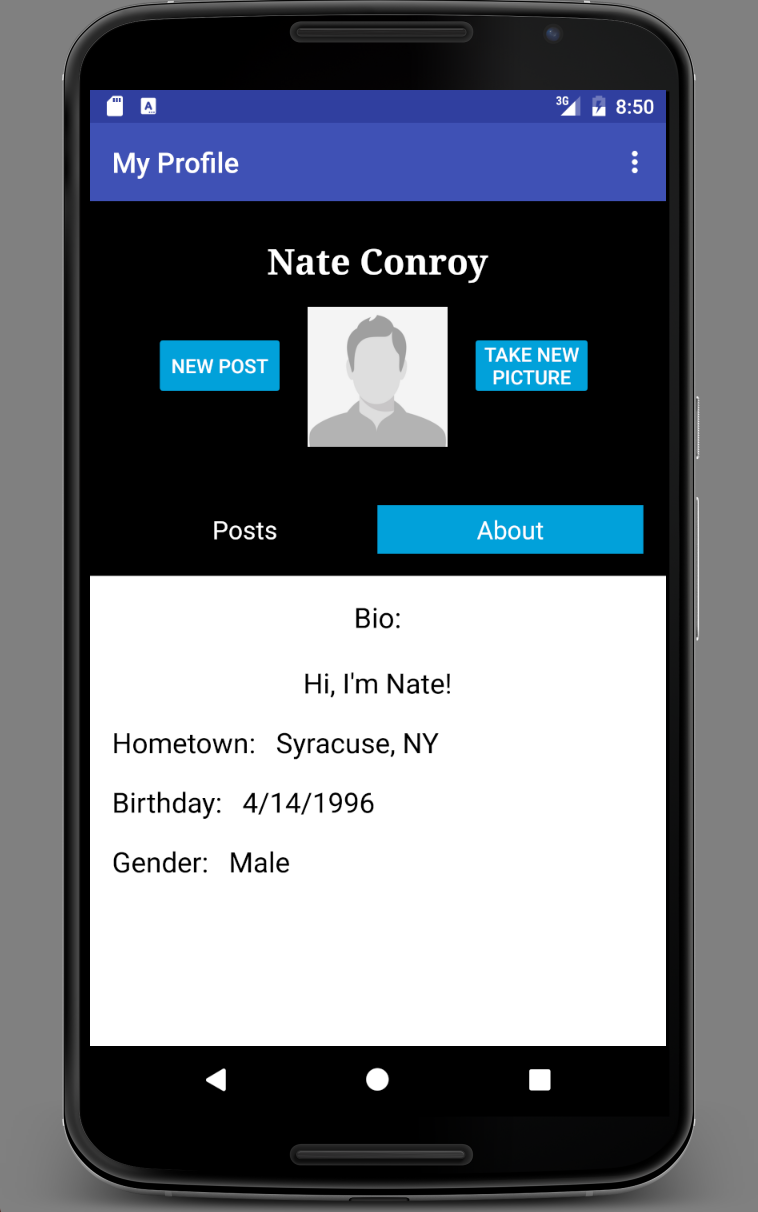 3G 8:50
My Profile
Nate Conroy
NEW POST
TAKE NEW
PICTURE
Posts About
Bio:
Hi, I'm Nate!
Hometown: Syracuse, NY
Birthday: 4/14/1996
Gender: Male